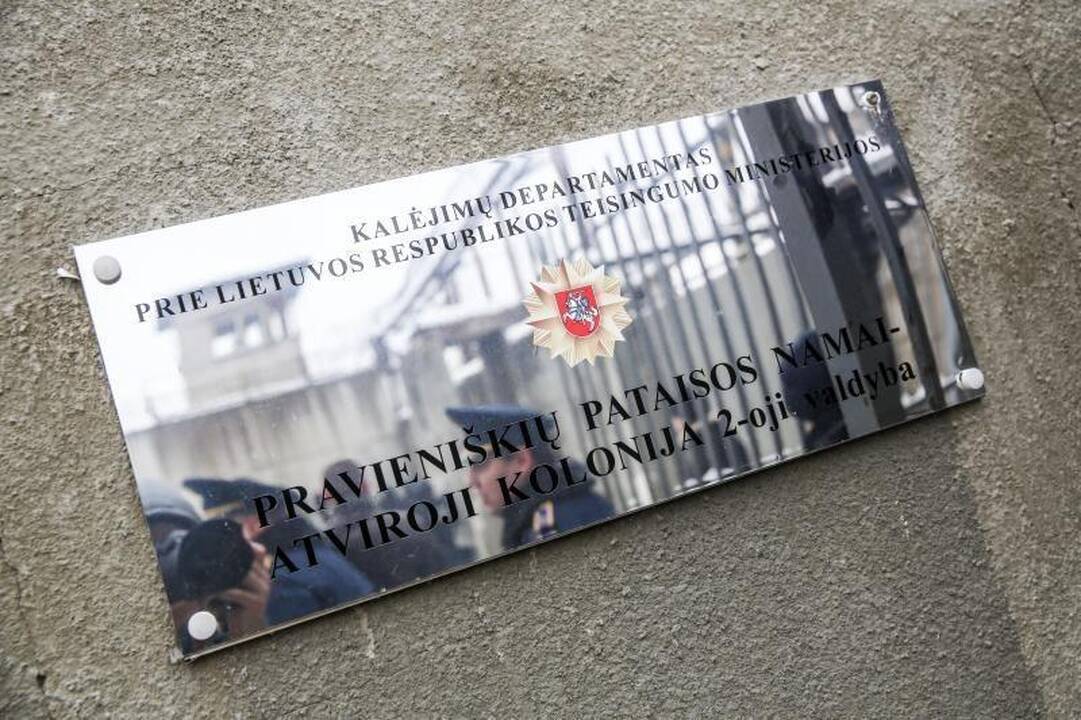 KALĖJIMŲ DEPARTAMENTAS
PRIE LIETUVOS RESPUBLIKOS TEISINGUMO MINISTERIJOS
PRAVIENIŠKIŲ PATAISOS NAMAI-
ATVIROJI KOLONIJA 2-oji valdyba